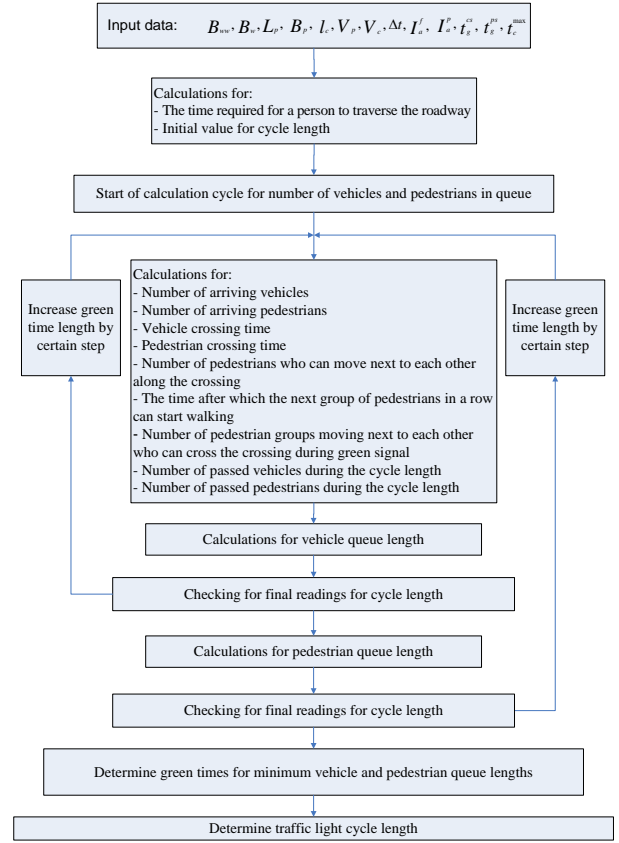 Input data: B_ww, B_w, L_p, B_p, l_c, V_p, V_c, Δt, I_a^f, I_a^p, t_g^cs, t_g^ps, t_c^max
Calculations for:
- The time required for a person to traverse the roadway
- Initial value for cycle length
Start of calculation cycle for number of vehicles and pedestrians in queue
Increase green
time length by
certain step
Calculations for:
- Number of arriving vehicles
- Number of arriving pedestrians
- Vehicle crossing time
- Pedestrian crossing time
- Number of pedestrians who can move next to each other
along the crossing
- The time after which the next group of pedestrians in a row
can start walking
- Number of pedestrian groups moving next to each other
who can cross the crossing during green signal
- Number of passed vehicles during the cycle length
- Number of passed pedestrians during the cycle length
Increase green
time length by
certain step
Calculations for vehicle queue length
Checking for final readings for cycle length
Calculations for pedestrian queue length
Checking for final readings for cycle length
Determine green times for minimum vehicle and pedestrian queue lengths
Determine traffic light cycle length